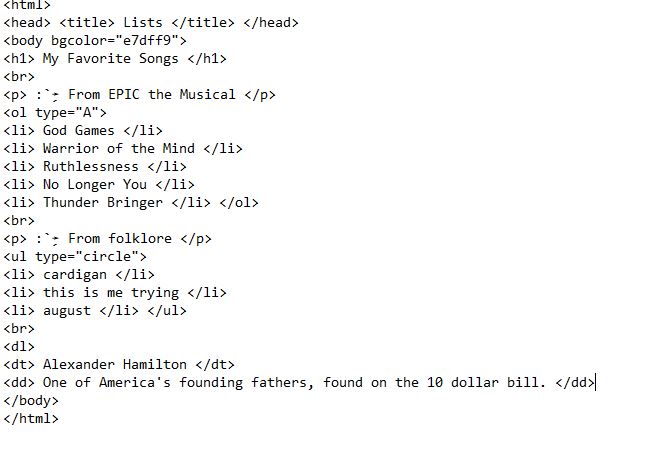 <html>
<head> <title> Lists </title> </head>
<body bgcolor="e7dff9">
<h1> My Favorite Songs </h1>
<br>
<p> :`÷ From EPIC the Musical </p>
<ol type="A">
<li> God Games </li>
<li> Warrior of the Mind </li>
<li> Ruthlessness </li>
<li> No Longer You </li>
<li> Thunder Bringer </li> </ol>
<br>
<p> :`÷ From folklore </p>
<ul type="circle">
<li> cardigan </li>
<li> this is me trying </li>
<li> august </li> </ul>
<br>
<dl>
<dt> Alexander Hamilton </dt>
<dd> One of America's founding fathers, found on the 10 dollar bill. </dd>
</body>
</html>